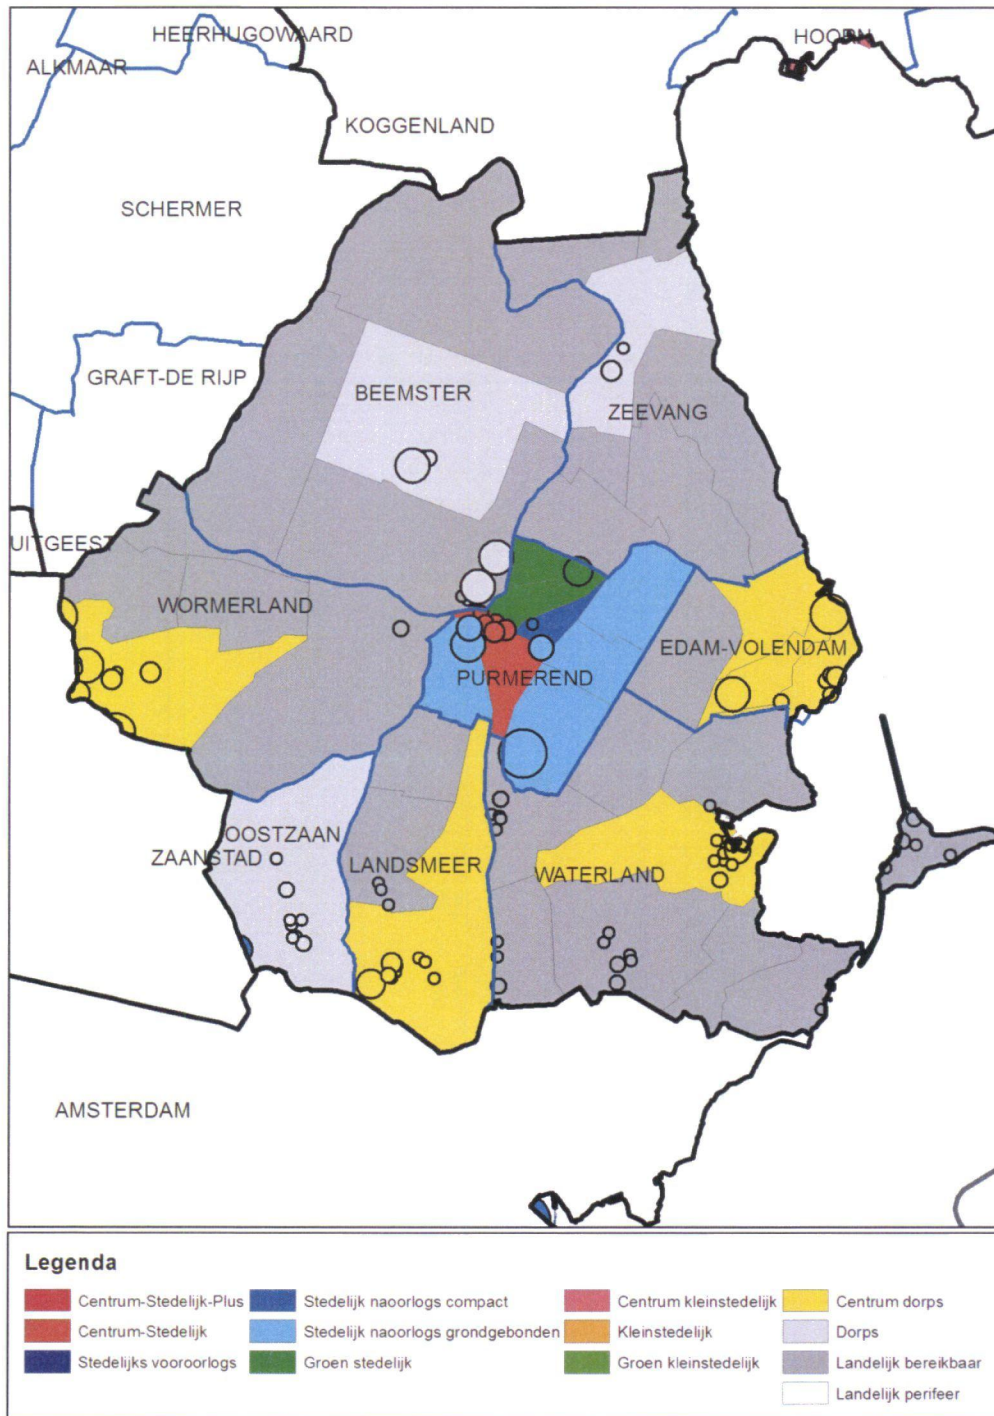 HEERHUGOWAARD
HOORN
ALKMAAR
KOGGENLAND
SCHERMER
GRAFT-DE RIJP
BEEMSTER
ZEEVANG
UITGEEST
WORMERLAND
EDAM-VOLENDAM
PURMEREND
OOSTZAAN
ZAANSTAD
LANDSMEER
WATERLAND
AMSTERDAM
Legenda
Centrum-Stedelijk-Plus
Centrum-Stedelijk
Stedelijks vooroorlogs
Stedelijk naoorlogs compact
Stedelijk naoorlogs grondgebonden
Groen stedelijk
Centrum kleinstedelijk
Kleinstedelijk
Groen kleinstedelijk
Centrum dorps
Dorps
Landelijk bereikbaar
Landelijk perifeer